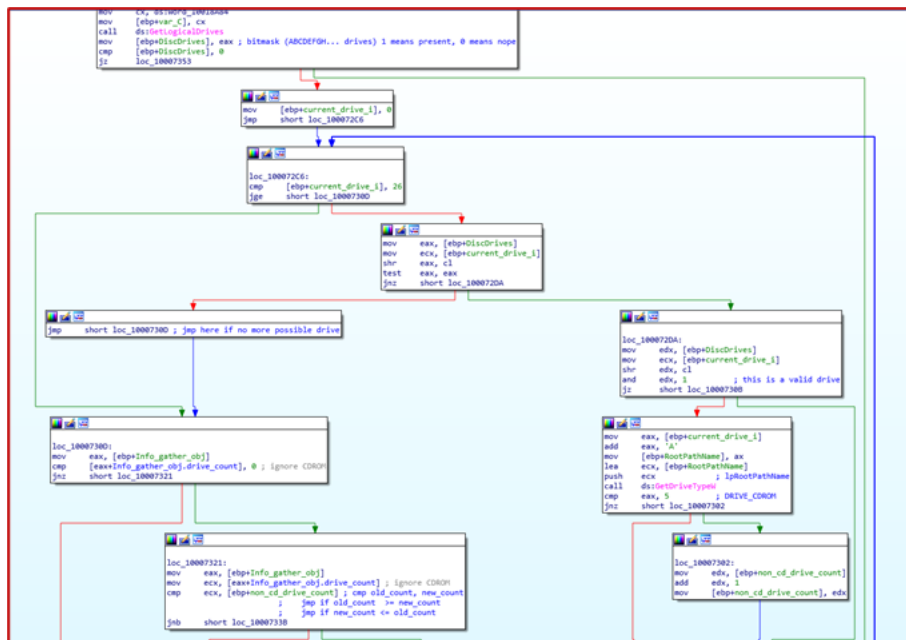 mov cx, ds:word_10018A84
mov [ebp+var_C], cx
call ds:GetLogicalDrives
mov [ebp+DiscDrives], eax ; bitmask (ABCDEFGH... drives) 1 means present, 0 means nope
cmp [ebp+DiscDrives], 0
jz loc_10007353
mov [ebp+current_drive_i], 0
jmp short loc_100072C6
loc_100072C6:
cmp [ebp+current_drive_i], 26
jge short loc_1000730D
mov eax, [ebp+DiscDrives]
mov ecx, [ebp+current_drive_i]
shr eax, cl
test eax, eax
jnz short loc_100072DA
jmp short loc_1000730D ; jmp here if no more possible drive
loc_100072DA:
mov edx, [ebp+DiscDrives]
mov ecx, [ebp+current_drive_i]
shr edx, cl
and edx, 1 ; this is a valid drive
jz short loc_10007308
loc_1000730D:
mov eax, [ebp+Info_gather_obj]
cmp [eax+Info_gather_obj.drive_count], 0 ; ignore CDROM
jnz short loc_10007321
mov eax, [ebp+current_drive_i]
add eax, 'A'
mov [ebp+RootPathName], ax
lea ecx, [ebp+RootPathName]
push ecx ; lpRootPathName
call ds:GetDriveTypeW
cmp eax, 5 ; DRIVE_CDROM
jnz short loc_10007302
loc_10007321:
mov eax, [ebp+Info_gather_obj]
mov ecx, [eax+Info_gather_obj.drive_count] ; ignore CDROM
cmp ecx, [ebp+non_cd_drive_count] ; cmp old_count, new_count
; jmp if old_count >= new_count
; jmp if new_count <= old_count
jnb short loc_1000733B
loc_10007302:
mov edx, [ebp+non_cd_drive_count]
add edx, 1
mov [ebp+non_cd_drive_count], edx